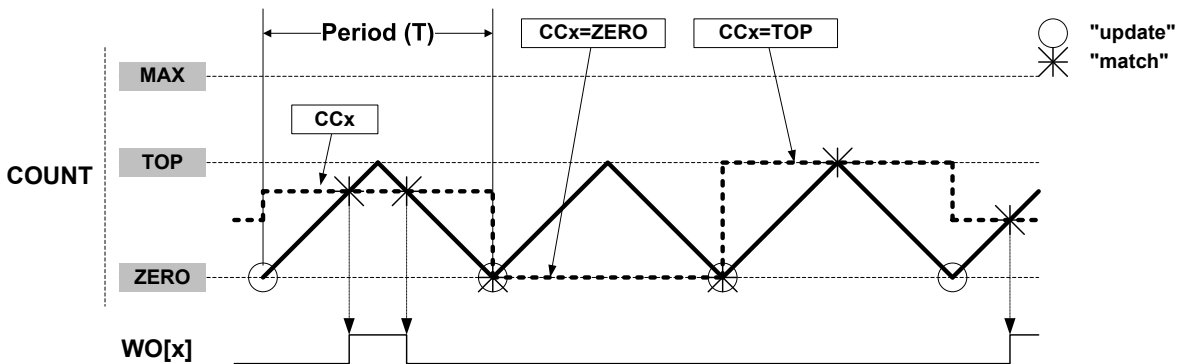 Period (T)
CCx=ZERO
CCx=TOP
"update"
"match"
MAX
CCx
TOP
COUNT
ZERO
WO[x]